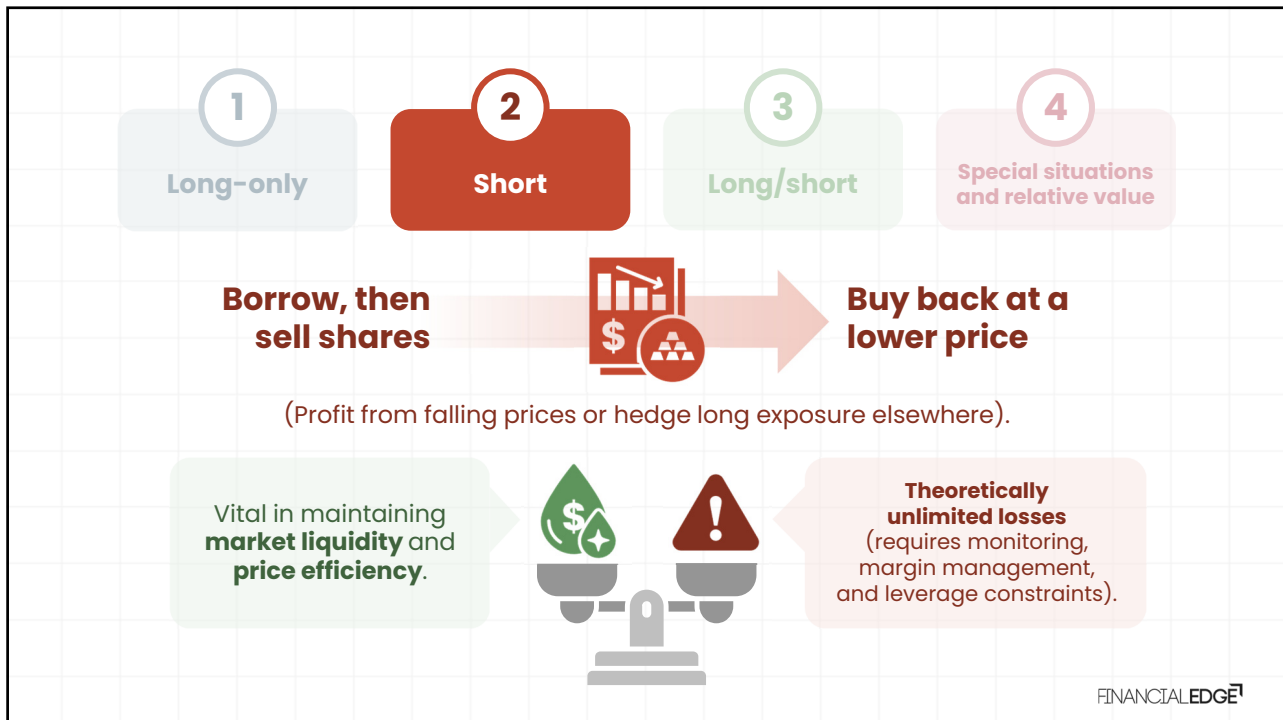 1
Long-only
2
Short
3
Long/short
4
Special situations
and relative value
Borrow, then
sell shares
$
Buy back at a
lower price
(Profit from falling prices or hedge long exposure elsewhere).
Vital in maintaining
market liquidity and
price efficiency.
$
!
Theoretically
unlimited losses
(requires monitoring,
margin management,
and leverage constraints).
FINANCIALEDGE